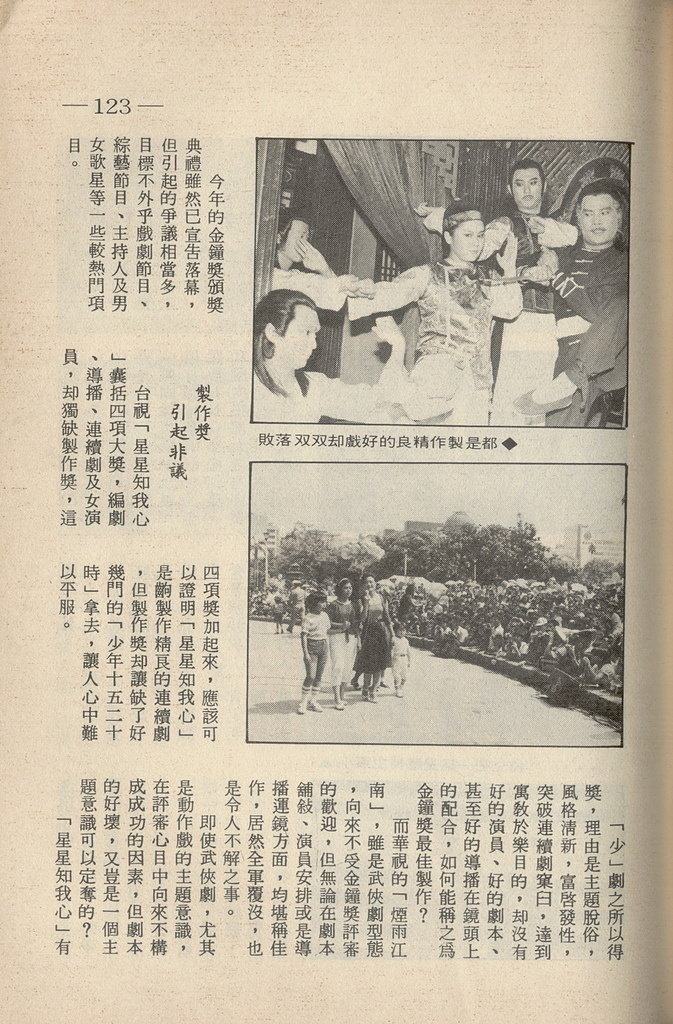 —123—
今年的金鐘獎頒獎
典禮雖然已宣告落幕，
但引起的爭議相當多，
目標不外乎戲劇節目、
綜藝節目、主持人及男
女歌星等一些較熱門項
目。
製作獎
引起非議
台視「星星知我心
」囊括四項大獎，編劇
、導播、連續劇及女演
員，却獨缺製作獎，這
四項獎加起來，應該可
以證明「星星知我心」
是齣製作精良的連續劇
，但製作獎却讓缺了好
幾門的「少年十五二十
時」拿去，讓人心中難
以平服。
敗落双双却戲好的良精作製是都◆
「少」劇之所以得
獎，理由是主題脫俗，
風格清新，富啓發性，
突破連續劇窠臼，達到
寓敎於樂目的，却沒有
好的演員、好的劇本、
甚至好的導播在鏡頭上
的配合，如何能稱之爲
金鐘獎最佳製作？
而華視的「煙雨江
南」，雖是武俠劇型態
，向來不受金鐘獎評審
的歡迎，但無論在劇本
舖敍、演員安排或是導
播運鏡方面，均堪稱佳
作，居然全軍覆沒，也
是令人不解之事。
即使武俠劇，尤其
是動作戲的主題意識，
在評審心目中向來不構
成成功的因素，但劇本
的好壞，又豈是一個主
題意識可以定奪的？
「星星知我心」有